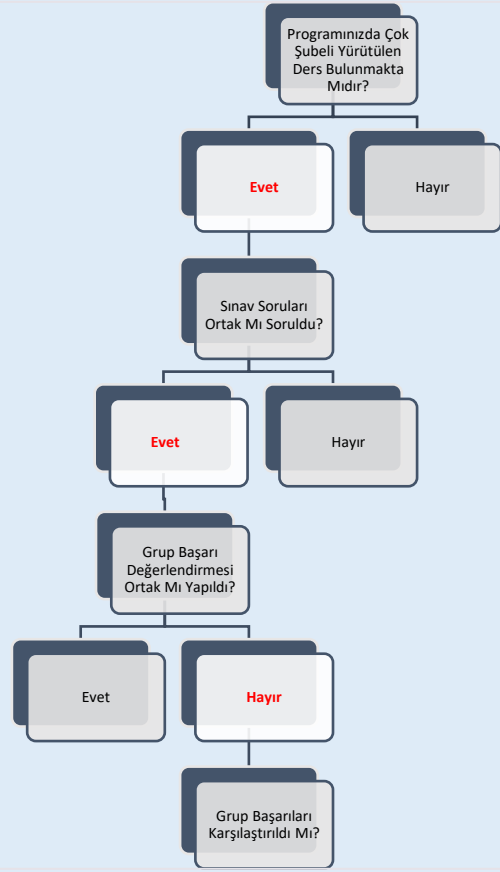 Programınızda Çok
Şubeli Yürütülen
Ders Bulunmakta
Mıdır?
Evet
Hayır
Sınav Soruları
Ortak Mı Soruldu?
Evet
Hayır
Grup Başarı
Değerlendirmesi
Ortak Mı Yapıldı?
Evet
Hayır
Grup Başarıları
Karşılaştırıldı Mı?